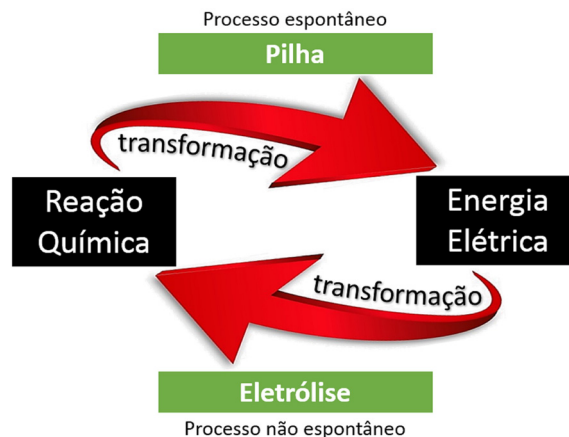 Processo espontâneo
Pilha
transformação
Reação
Química
Energia
Elétrica
transformação
Eletrólise
Processo não espontâneo